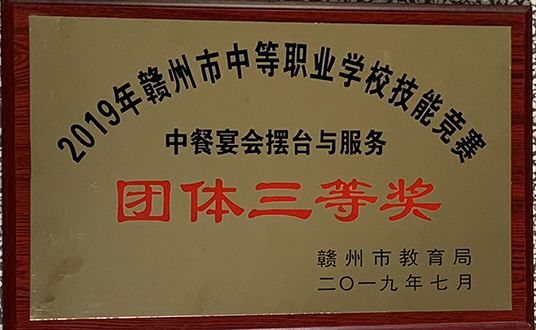 2019年赣州市中等职业学校技能竞赛
中餐宴会摆台与服务
团体三等奖
赣州市教育局
二〇一九年七月